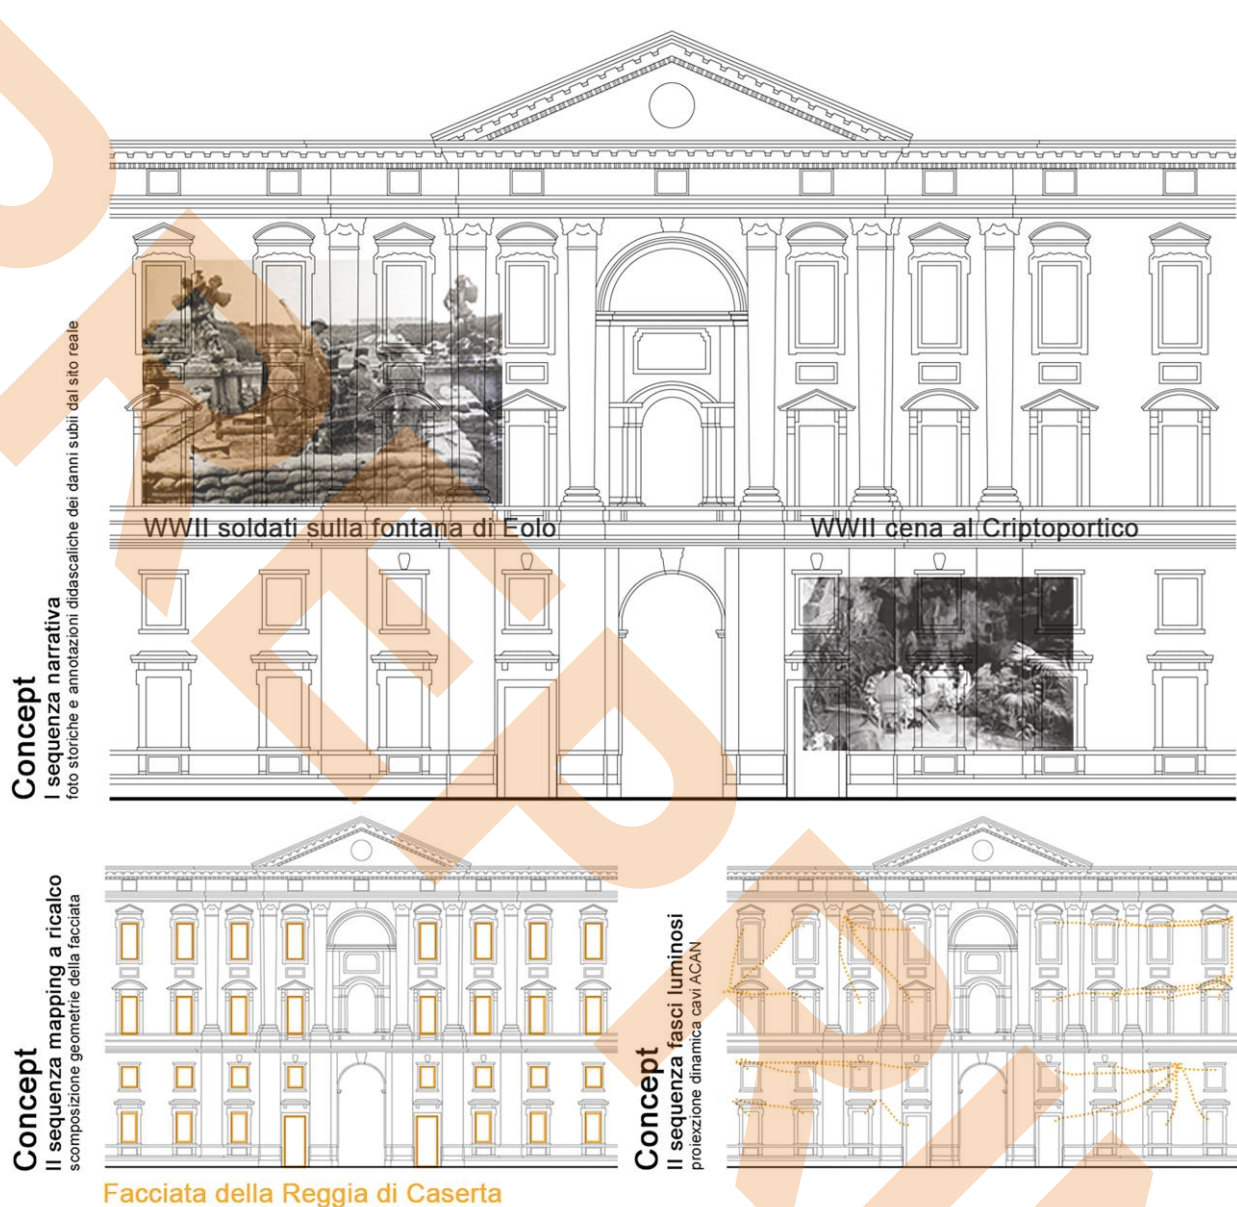 WWII soldati sulla fontana di Eolo
WWII cena al Criptoportico
Concept
I sequenza narrativa
foto storiche e annotazioni didascaliche dei danni subii dal sito reale
Concept
II sequenza mapping a ricalco
scomposizione geometrie della facciata
Concept
II sequenza fasci luminosi
proiexzione dinamica cavi ACAN
Facciata della Reggia di Caserta